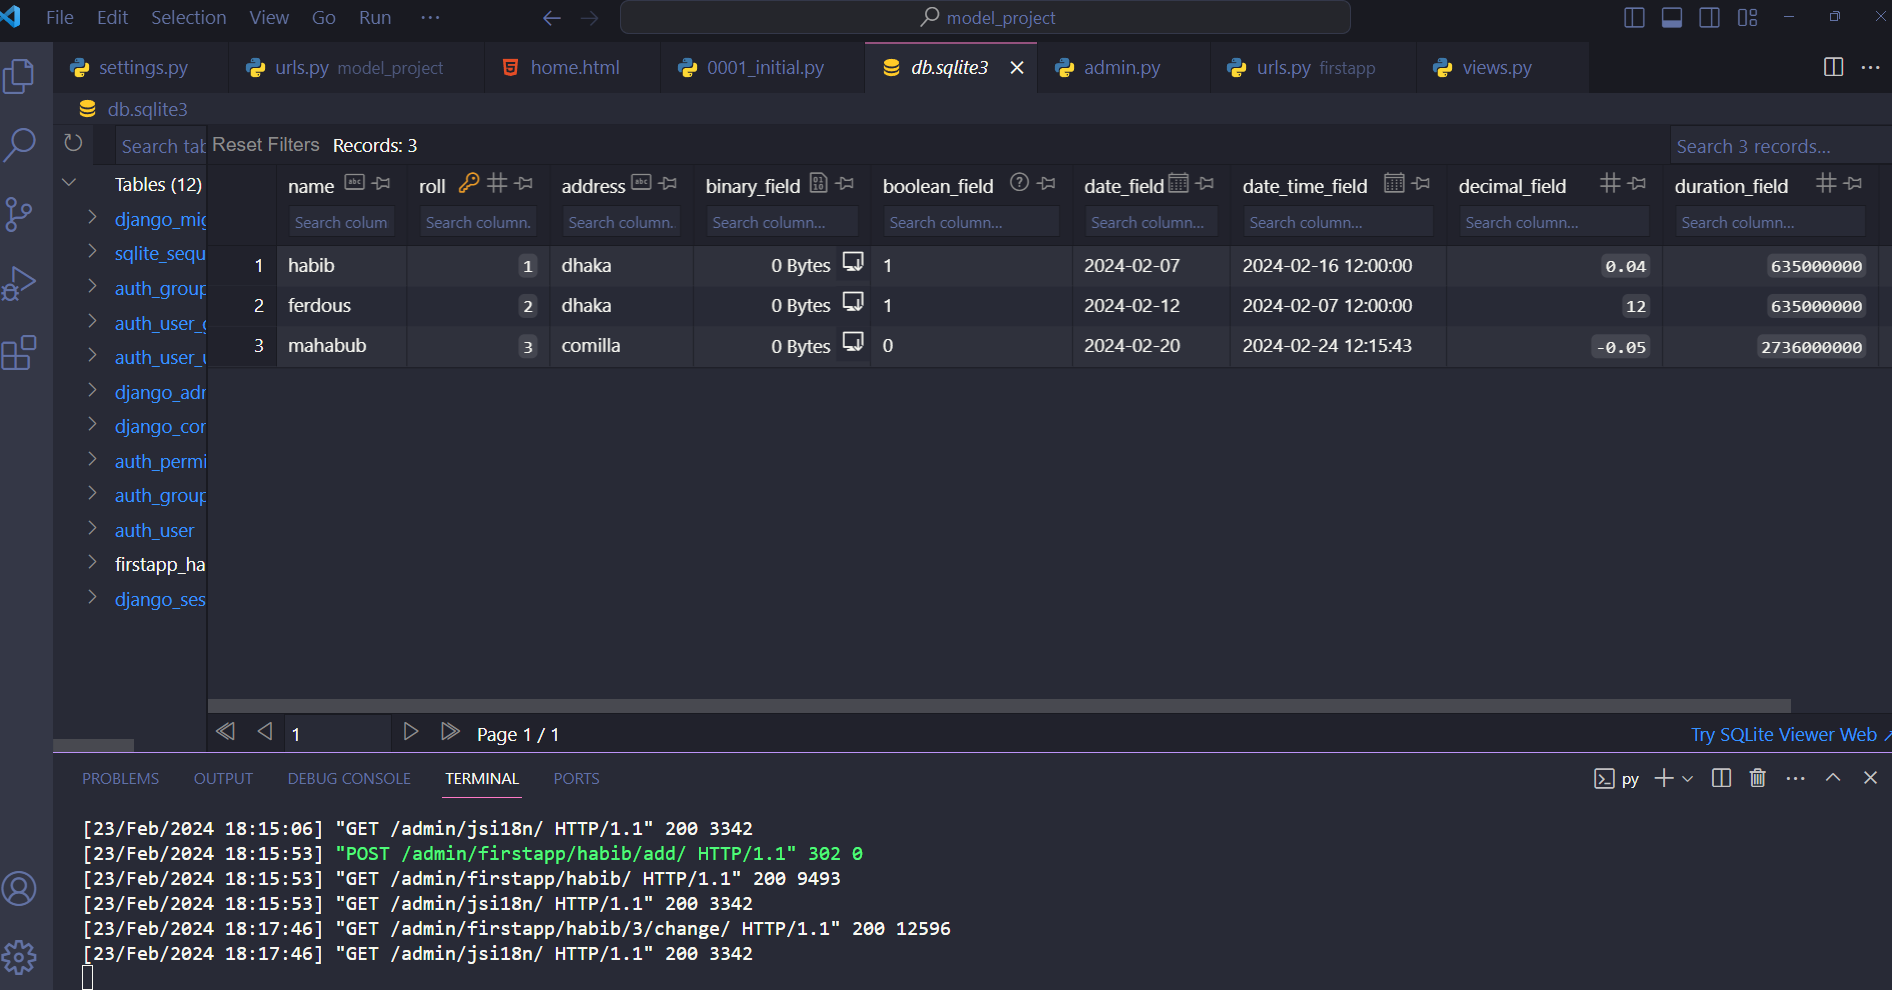 File Edit Selection View Go Run ··· model_project
settings.py urls.py model_project home.html 0001_initial.py db.sqlite3 admin.py urls.py firstapp views.py
db.sqlite3
Search tab Reset Filters Records: 3 Search 3 records...
Tables (12)
django_mig
sqlite_sequ
auth_group
auth_user_g
auth_user_u
django_adr
django_cor
auth_permi
auth_group
auth_user
firstapp_ha
django_ses
name roll address binary_field boolean_field date_field date_time_field decimal_field duration_field
Search colum Search column. Search column. Search column... Search column... Search column... Search column... Search column... Search column...
1 habib 1 dhaka 0 Bytes 1 2024-02-07 2024-02-16 12:00:00 0.04 635000000
2 ferdous 2 dhaka 0 Bytes 1 2024-02-12 2024-02-07 12:00:00 12 635000000
3 mahabub 3 comilla 0 Bytes 0 2024-02-20 2024-02-24 12:15:43 -0.05 2736000000
1 Page 1 / 1 Try SQLite Viewer Web
PROBLEMS OUTPUT DEBUG CONSOLE TERMINAL PORTS py
[23/Feb/2024 18:15:06] "GET /admin/jsi18n/ HTTP/1.1" 200 3342
[23/Feb/2024 18:15:53] "POST /admin/firstapp/habib/add/ HTTP/1.1" 302 0
[23/Feb/2024 18:15:53] "GET /admin/firstapp/habib/ HTTP/1.1" 200 9493
[23/Feb/2024 18:15:53] "GET /admin/jsi18n/ HTTP/1.1" 200 3342
[23/Feb/2024 18:17:46] "GET /admin/firstapp/habib/3/change/ HTTP/1.1" 200 12596
[23/Feb/2024 18:17:46] "GET /admin/jsi18n/ HTTP/1.1" 200 3342